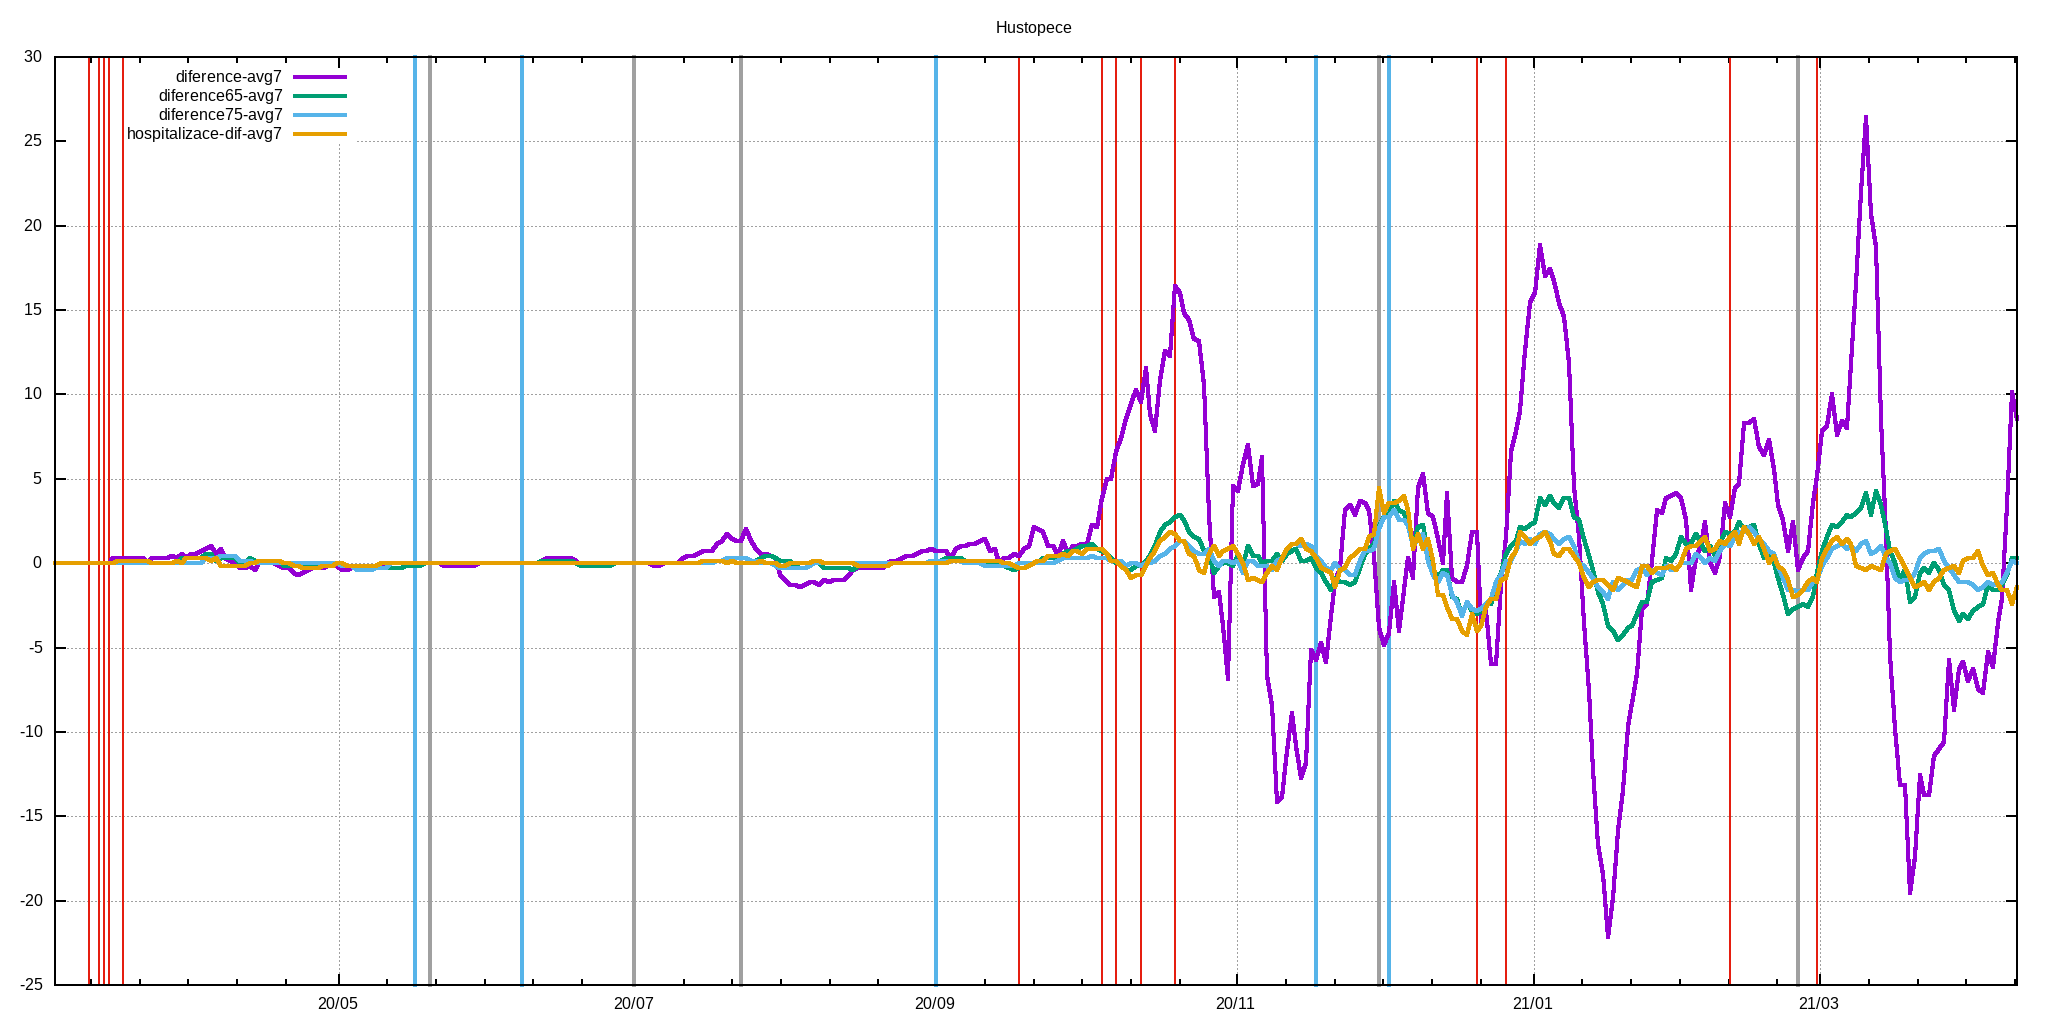 Hustopece
30
diference-avg7
diference65-avg7
diference75-avg7
hospitalizace-dif-avg7
25
20
15
10
5
0
-5
-10
-15
-20
-25
20/05 20/07 20/09 20/11 21/01 21/03